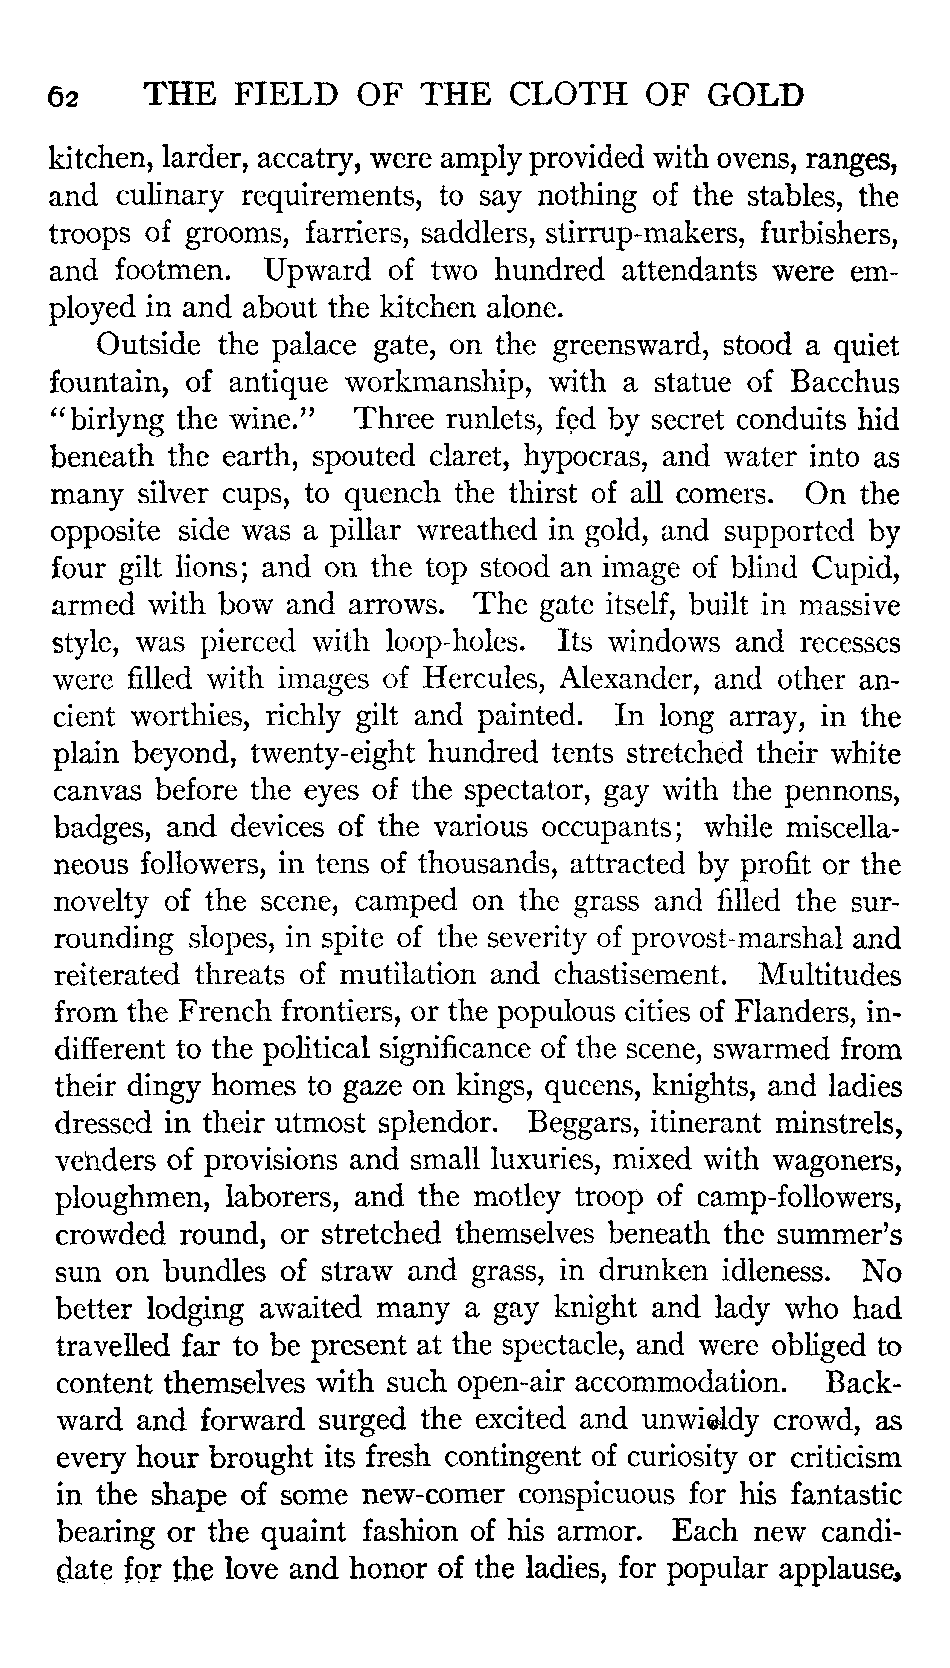 62 THE FIELD OF THE CLOTH OF GOLD
kitchen, larder, accatry, were amply provided with ovens, ranges,
and culinary requirements, to say nothing of the stables, the
troops of grooms, farriers, saddlers, stirrup-makers, furbishers,
and footmen. Upward of two hundred attendants were em-
ployed in and about the kitchen alone.
Outside the palace gate, on the greensward, stood a quiet
fountain, of antique workmanship, with a statue of Bacchus
"birlyng the wine." Three runlets, fed by secret conduits hid
beneath the earth, spouted claret, hypocras, and water into as
many silver cups, to quench the thirst of all comers. On the
opposite side was a pillar wreathed in gold, and supported by
four gilt lions; and on the top stood an image of blind Cupid,
armed with bow and arrows. The gate itself, built in massive
style, was pierced with loop-holes. Its windows and recesses
were filled with images of Hercules, Alexander, and other an-
cient worthies, richly gilt and painted. In long array, in the
plain beyond, twenty-eight hundred tents stretched their white
canvas before the eyes of the spectator, gay with the pennons,
badges, and devices of the various occupants; while miscella-
neous followers, in tens of thousands, attracted by profit or the
novelty of the scene, camped on the grass and filled the sur-
rounding slopes, in spite of the severity of provost-marshal and
reiterated threats of mutilation and chastisement. Multitudes
from the French frontiers, or the populous cities of Flanders, in-
different to the political significance of the scene, swarmed from
their dingy homes to gaze on kings, queens, knights, and ladies
dressed in their utmost splendor. Beggars, itinerant minstrels,
venders of provisions and small luxuries, mixed with wagoners,
ploughmen, laborers, and the motley troop of camp-followers,
crowded round, or stretched themselves beneath the summer's
sun on bundles of straw and grass, in drunken idleness. No
better lodging awaited many a gay knight and lady who had
travelled far to be present at the spectacle, and were obliged to
content themselves with such open-air accommodation. Back-
ward and forward surged the excited and unwieldy crowd, as
every hour brought its fresh contingent of curiosity or criticism
in the shape of some new-comer conspicuous for his fantastic
bearing or the quaint fashion of his armor. Each new candi-
date for the love and honor of the ladies, for popular applause,